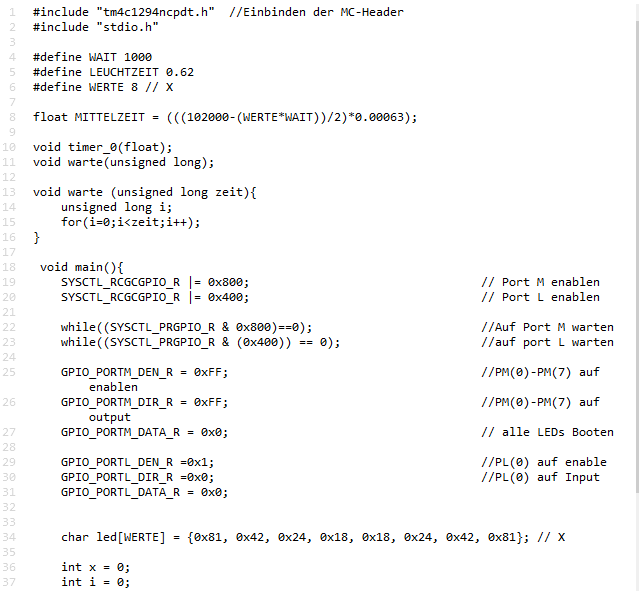 1 #include "tm4c1294ncpdt.h" //Einbinden der MC-Header
2 #include "stdio.h"
3
4 #define WAIT 1000
5 #define LEUCHTZEIT 0.62
6 #define WERTE 8 // X
7
8 float MITTELZEIT = (((102000-(WERTE*WAIT))/2)*0.00063);
9
10 void timer_0(float);
11 void warte(unsigned long);
12
13 void warte (unsigned long zeit){
14 unsigned long i;
15 for(i=0;i<zeit;i++);
16 }
17
18 void main(){
19 SYSCTL_RCGCGPIO_R |= 0x800; // Port M enablen
20 SYSCTL_RCGCGPIO_R |= 0x400; // Port L enablen
21
22 while((SYSCTL_PRGPIO_R & 0x800)==0); //Auf Port M warten
23 while((SYSCTL_PRGPIO_R & (0x400)) == 0); //auf port L warten
24
25 GPIO_PORTM_DEN_R = 0xFF; //PM(0)-PM(7) auf
enablen
26 GPIO_PORTM_DIR_R = 0xFF; //PM(0)-PM(7) auf
output
27 GPIO_PORTM_DATA_R = 0x0; // alle LEDs Booten
28
29 GPIO_PORTL_DEN_R =0x1; //PL(0) auf enable
30 GPIO_PORTL_DIR_R =0x0; //PL(0) auf Input
31 GPIO_PORTL_DATA_R = 0x0;
32
33
34 char led[WERTE] = {0x81, 0x42, 0x24, 0x18, 0x18, 0x24, 0x42, 0x81}; // X
35
36 int x = 0;
37 int i = 0;